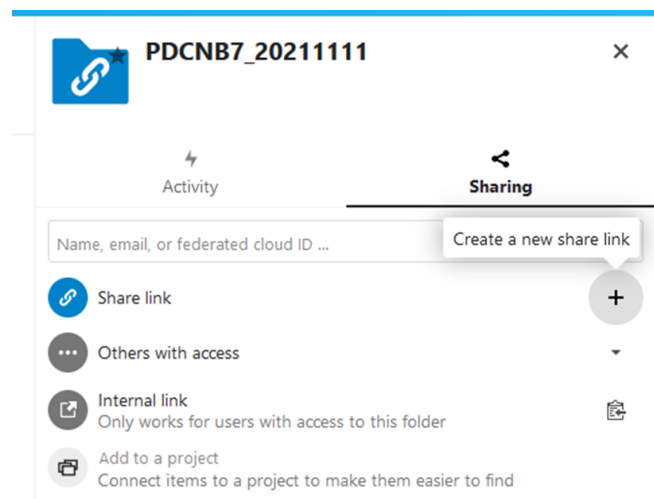 PDCNB7_20211111
Activity
Sharing
Name, email, or federated cloud ID ...
Create a new share link
Share link
Others with access
Internal link
Only works for users with access to this folder
Add to a project
Connect items to a project to make them easier to find